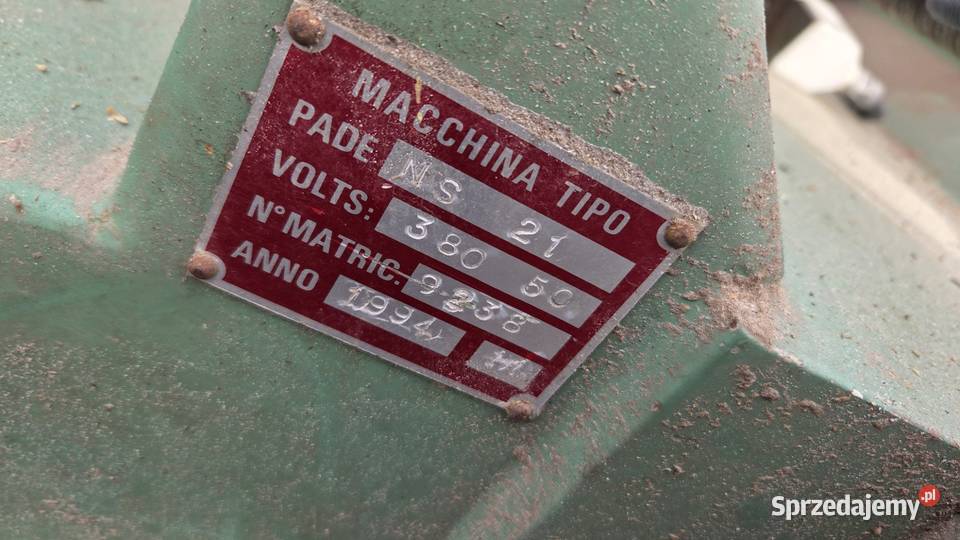 MACCHINA TIPO
PADE NS 21
VOLTS: 380 50
N° MATRIC. 9238
ANNO 1994
Sprzedajemy.pl